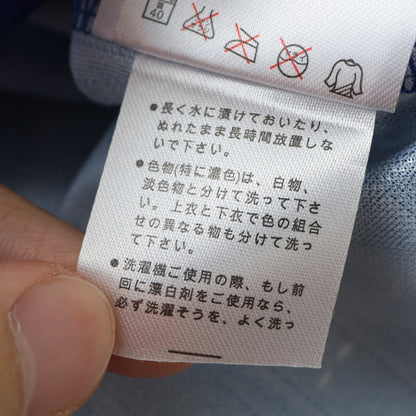 40
●長く水に漬けておいたり、
ぬれたまま長時間放置しな
いで下さい。
●色物(特に濃色)は、白物、
淡色物と分けて洗って下さ
い。上衣と下衣で色の組合
せの異なる物も分けて洗っ
て下さい。
●洗濯機ご使用の際、もし前
回に漂白剤をご使用なら、
必ず洗濯そうを、よく洗っ